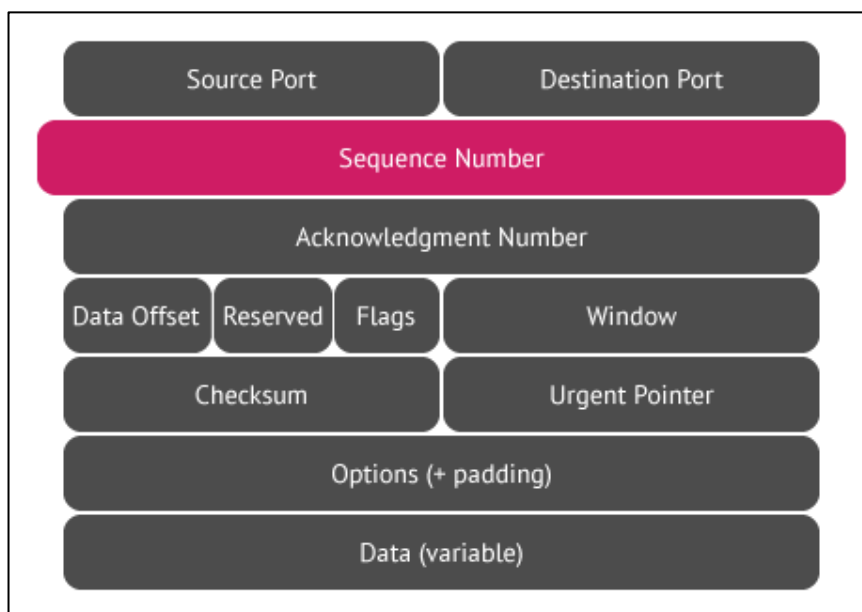 Source Port Destination Port
Sequence Number
Acknowledgment Number
Data Offset Reserved Flags Window
Checksum Urgent Pointer
Options (+ padding)
Data (variable)